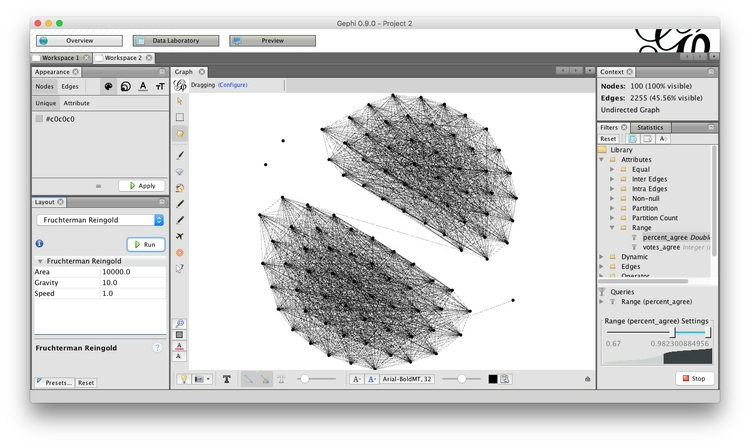 Gephi 0.9.0 - Project 2
Overview
Data Laboratory
Preview
Workspace 1
Workspace 2
Appearance
Nodes Edges
Unique Attribute
#c0c0c0
Apply
Layout
Fruchterman Reingold
Run
Fruchterman Reingold
Area 10000.0
Gravity 10.0
Speed 1.0
Fruchterman Reingold
Presets... Reset
Graph
Dragging (Configure)
Arial-BoldMT, 32
Context
Nodes: 100 (100% visible)
Edges: 2255 (45.56% visible)
Undirected Graph
Filters Statistics
Reset
Library
Attributes
Equal
Inter Edges
Intra Edges
Non-null
Partition
Partition Count
Range
percent_agree Double
votes_agree Integer
Dynamic
Edges
Operator
Queries
Range (percent_agree)
Range (percent_agree) Settings
0.67 0.982300884956
Stop